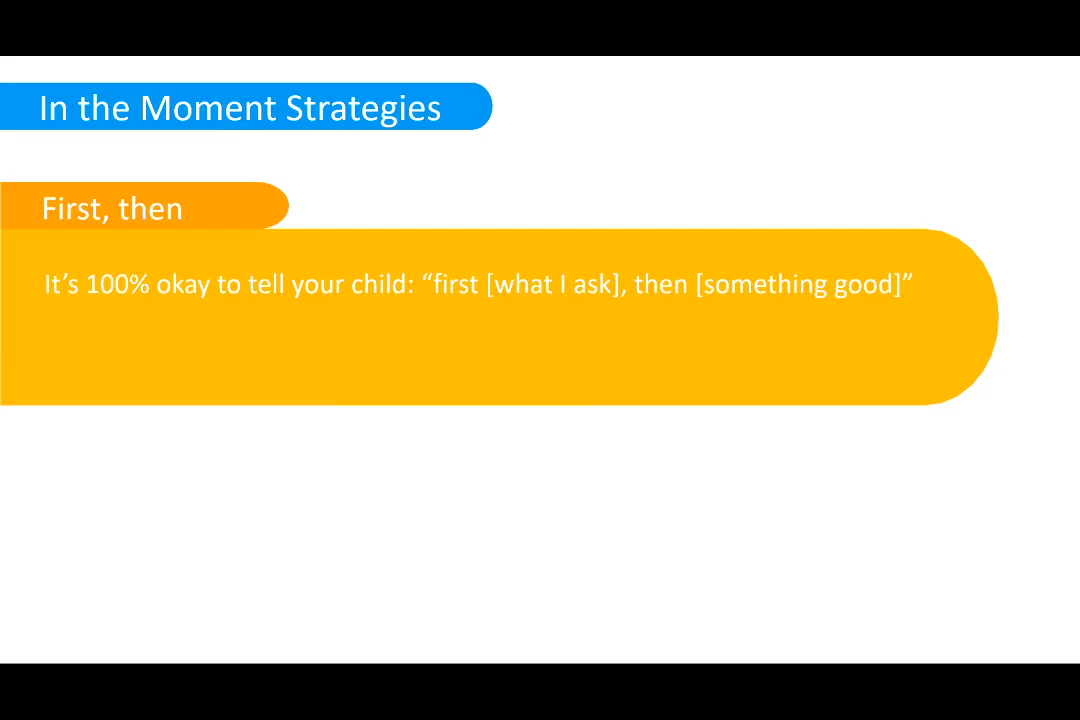 In the Moment Strategies
First, then
It’s 100% okay to tell your child: “first [what I ask], then [something good]”